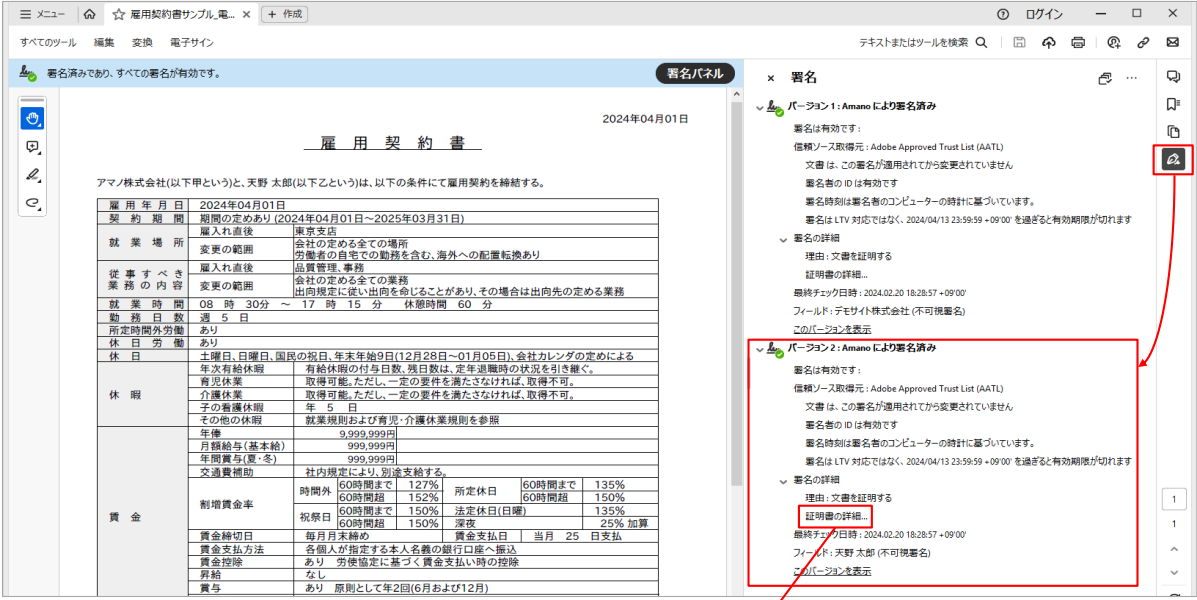 メニュー
雇用契約書サンプル_電...
作成
ログイン
すべてのツール 編集 変換 電子サイン
テキストまたはツールを検索
署名済みであり、すべての署名が有効です。
署名パネル
2024年04月01日
雇用契約書
アマノ株式会社(以下甲という)と、天野 太郎(以下乙という)は、以下の条件にて雇用契約を締結する。
雇用年月日 2024年04月01日
契約期間 期間の定めあり (2024年04月01日～2025年03月31日)
就業場所 雇入れ直後 東京支店
変更の範囲 会社の定める全ての場所
労働者の自宅での勤務を含む、海外への配置転換あり
従事すべき業務の内容 雇入れ直後 品質管理、事務
変更の範囲 会社の定める全ての業務
出向規定に従い出向を命じることがあり、その場合は出向先の定める業務
就業時間 08 時 30分 ～ 17 時 15 分 休憩時間 60 分
勤務日数 週 5 日
所定時間外労働 あり
休日労働 あり
休日 土曜日、日曜日、国民の祝日、年末年始9日(12月28日～01月05日)、会社カレンダの定めによる
休暇 年次有給休暇 有給休暇の付与日数、残日数は、定年退職時の状況を引き継ぐ。
育児休業 取得可能。ただし、一定の要件を満たさなければ、取得不可。
介護休業 取得可能。ただし、一定の要件を満たさなければ、取得不可。
子の看護休暇 年 5 日
その他の休暇 就業規則および育児・介護休業規則を参照
賃金 年俸 9,999,999円
月額給与(基本給) 999,999円
年間賞与(夏・冬) 999,999円
交通費補助 社内規定により、別途支給する。
割増賃金率 時間外 60時間まで 127% 所定休日 60時間まで 135%
60時間超 152% 60時間超 150%
祝祭日 60時間まで 150% 法定休日(日曜) 135%
60時間超 150% 深夜 25% 加算
賃金締切日 毎月月末締め 賃金支払日 当月 25 日支払
賃金支払方法 各個人が指定する本人名義の銀行口座へ振込
賃金控除 あり 労使協定に基づく賃金支払い時の控除
昇給 なし
賞与 あり 原則として年2回(6月および12月)
署名
バージョン 1 : Amano により署名済み
署名は有効です :
信頼ソース取得元 : Adobe Approved Trust List (AATL)
文書 は、この署名が適用されてから変更されていません
署名者の ID は有効です
署名時刻は署名者のコンピューターの時計に基づいています。
署名は LTV 対応ではなく、2024/04/13 23:59:59 +09'00' を過ぎると有効期限が切れます
署名の詳細
理由 : 文書を証明する
証明書の詳細...
最終チェック日時 : 2024.02.20 18:28:57 +09'00'
フィールド : デモサイト株式会社 (不可視署名)
このバージョンを表示
バージョン 2 : Amano により署名済み
署名は有効です :
信頼ソース取得元 : Adobe Approved Trust List (AATL)
文書 は、この署名が適用されてから変更されていません
署名者の ID は有効です
署名時刻は署名者のコンピューターの時計に基づいています。
署名は LTV 対応ではなく、2024/04/13 23:59:59 +09'00' を過ぎると有効期限が切れます
署名の詳細
理由 : 文書を証明する
証明書の詳細...
最終チェック日時 : 2024.02.20 18:28:57 +09'00'
フィールド : 天野 太郎 (不可視署名)
このバージョンを表示
1
1